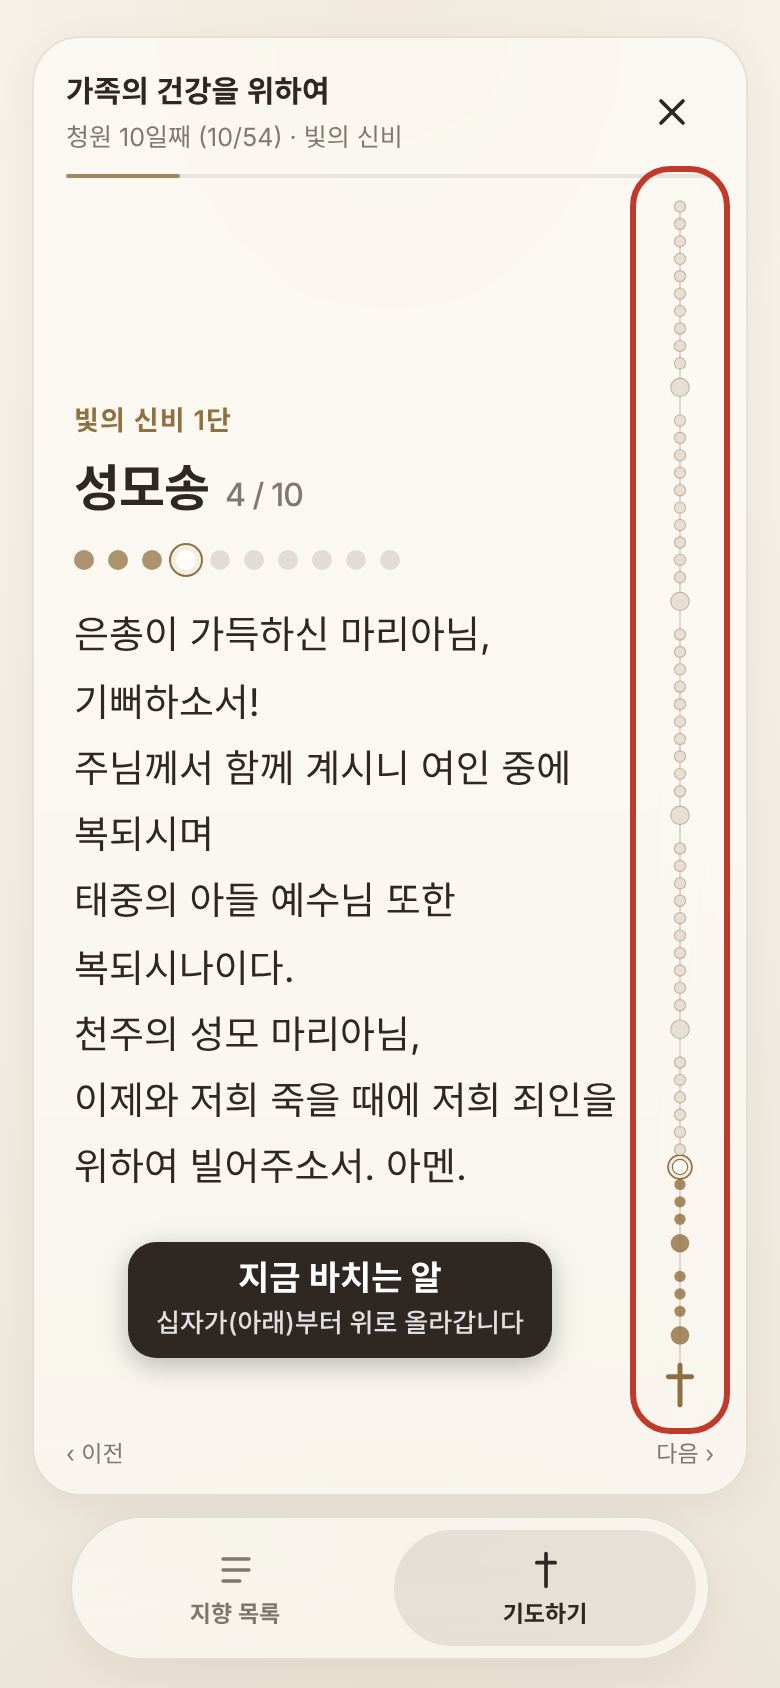 가족의 건강을 위하여
청원 10일째 (10/54) · 빛의 신비
빛의 신비 1단
성모송 4 / 10
은총이 가득하신 마리아님,
기뻐하소서!
주님께서 함께 계시니 여인 중에
복되시며
태중의 아들 예수님 또한
복되시나이다.
천주의 성모 마리아님,
이제와 저희 죽을 때에 저희 죄인을
위하여 빌어주소서. 아멘.
지금 바치는 알
십자가(아래)부터 위로 올라갑니다
‹ 이전
다음 ›
지향 목록
기도하기